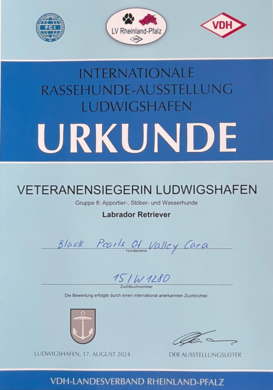 FCI
LV Rheinland-Pfalz
VDH
INTERNATIONALE
RASSEHUNDE-AUSSTELLUNG
LUDWIGSHAFEN
URKUNDE
VETERANENSIEGERIN LUDWIGSHAFEN
Gruppe 8: Apportier-, Stöber- und Wasserhunde
Labrador Retriever
Black Pearls Of Valley Cara
Hundename
15/W1280
Zuchtbuchnummer
Die Bewertung erfolgte durch einen international anerkannten Zuchtrichter.
LUDWIGSHAFEN, 17. AUGUST 2024
DER AUSSTELLUNGSLEITER
VDH-LANDESVERBAND RHEINLAND-PFALZ